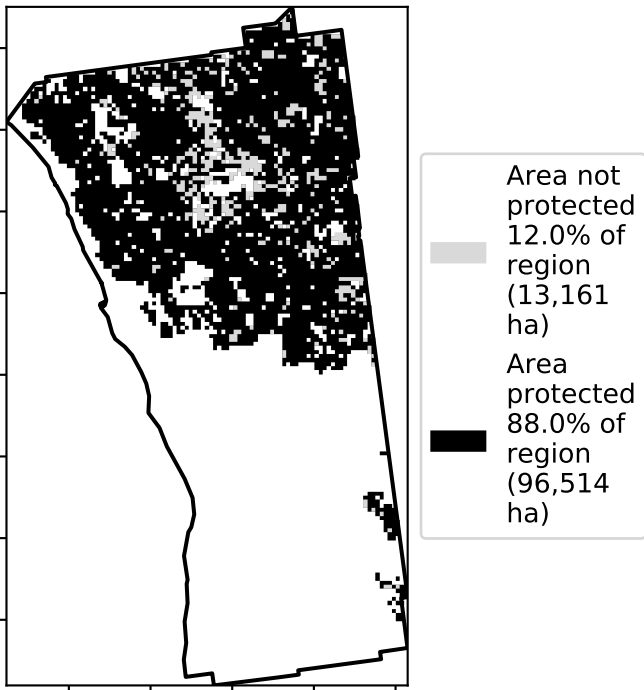 Area not
protected
12.0% of
region
(13,161
ha)
Area
protected
88.0% of
region
(96,514
ha)